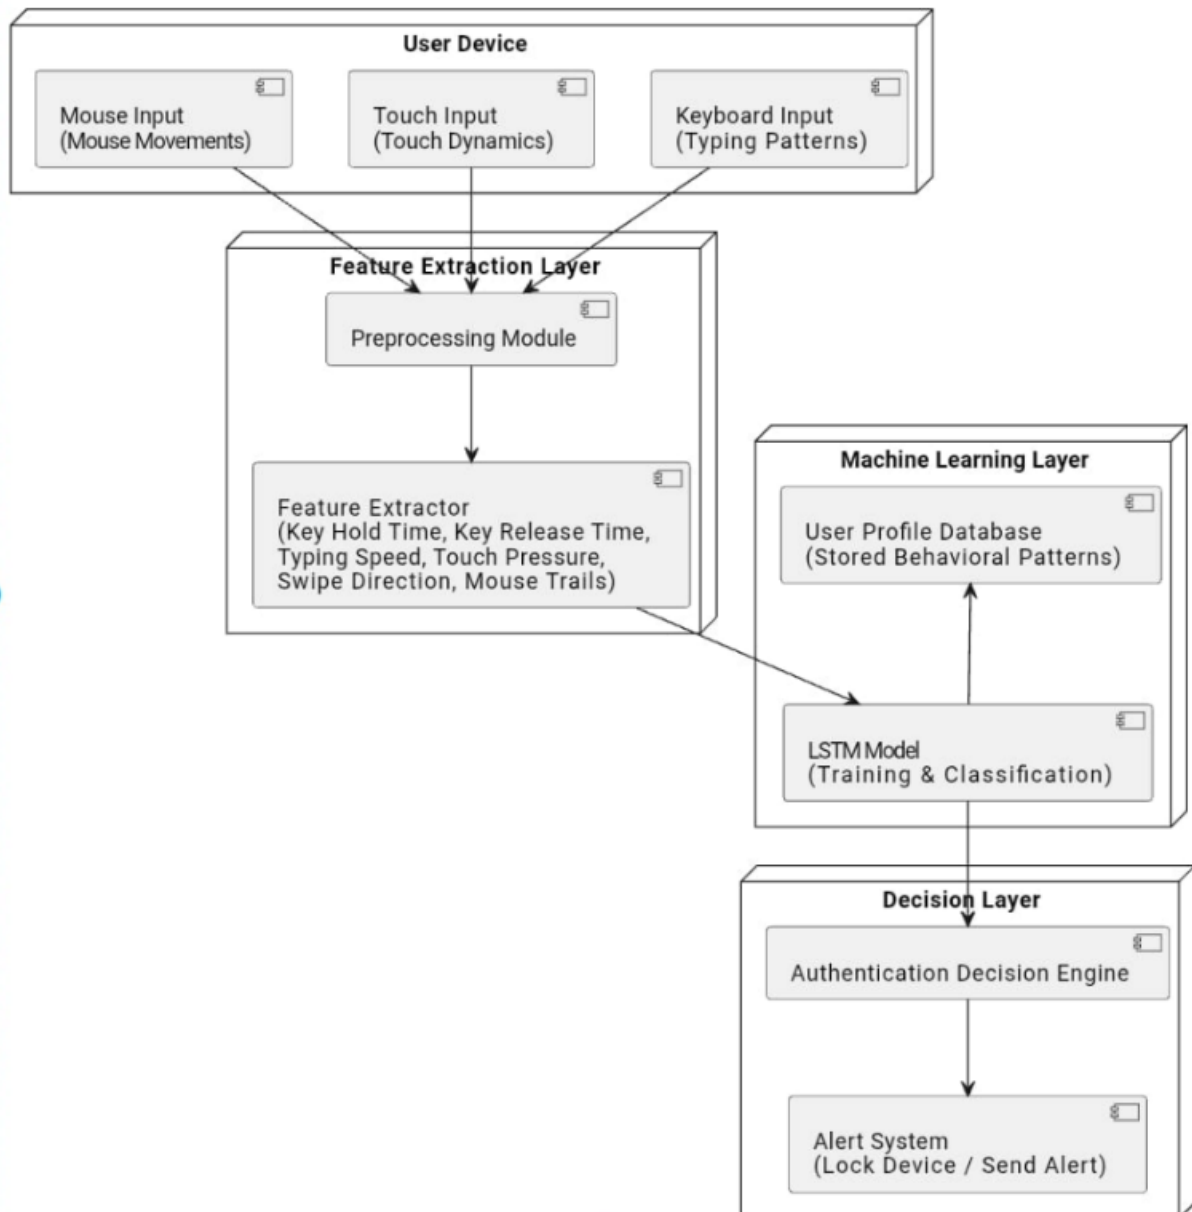 User Device
Mouse Input
(Mouse Movements)
Touch Input
(Touch Dynamics)
Keyboard Input
(Typing Patterns)
Feature Extraction Layer
Preprocessing Module
Feature Extractor
(Key Hold Time, Key Release Time,
Typing Speed, Touch Pressure,
Swipe Direction, Mouse Trails)
Machine Learning Layer
User Profile Database
(Stored Behavioral Patterns)
LSTM Model
(Training & Classification)
Decision Layer
Authentication Decision Engine
Alert System
(Lock Device / Send Alert)